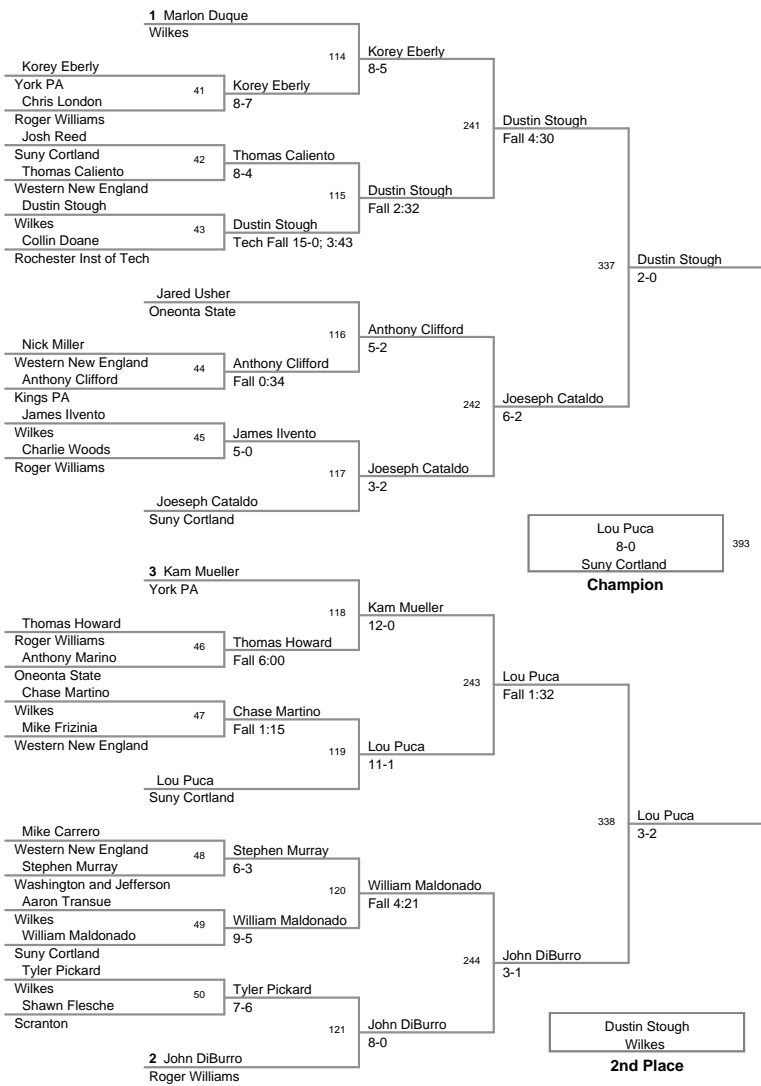 1 Marlon Duque
Wilkes
114
Korey Eberly
8-5
Korey Eberly
York PA
41
Korey Eberly
8-7
Chris London
Roger Williams
241
Dustin Stough
Fall 4:30
Josh Reed
Suny Cortland
42
Thomas Caliento
8-4
Thomas Caliento
Western New England
115
Dustin Stough
Fall 2:32
Dustin Stough
Wilkes
43
Dustin Stough
Tech Fall 15-0; 3:43
Collin Doane
Rochester Inst of Tech
337
Dustin Stough
2-0
Jared Usher
Oneonta State
116
Anthony Clifford
5-2
Nick Miller
Western New England
44
Anthony Clifford
Fall 0:34
Anthony Clifford
Kings PA
242
Joeseph Cataldo
6-2
James Ilvento
Wilkes
45
James Ilvento
5-0
Charlie Woods
Roger Williams
117
Joeseph Cataldo
3-2
Joeseph Cataldo
Suny Cortland
Lou Puca
8-0
Suny Cortland
393
Champion
3 Kam Mueller
York PA
118
Kam Mueller
12-0
Thomas Howard
Roger Williams
46
Thomas Howard
Fall 6:00
Anthony Marino
Oneonta State
243
Lou Puca
Fall 1:32
Chase Martino
Wilkes
47
Chase Martino
Fall 1:15
Mike Frizinia
Western New England
119
Lou Puca
11-1
Lou Puca
Suny Cortland
338
Lou Puca
3-2
Mike Carrero
Western New England
48
Stephen Murray
6-3
Stephen Murray
Washington and Jefferson
120
William Maldonado
Fall 4:21
Aaron Transue
Wilkes
49
William Maldonado
9-5
William Maldonado
Suny Cortland
244
John DiBurro
3-1
Tyler Pickard
Wilkes
50
Tyler Pickard
7-6
Shawn Flesche
Scranton
121
John DiBurro
8-0
2 John DiBurro
Roger Williams
Dustin Stough
Wilkes
2nd Place